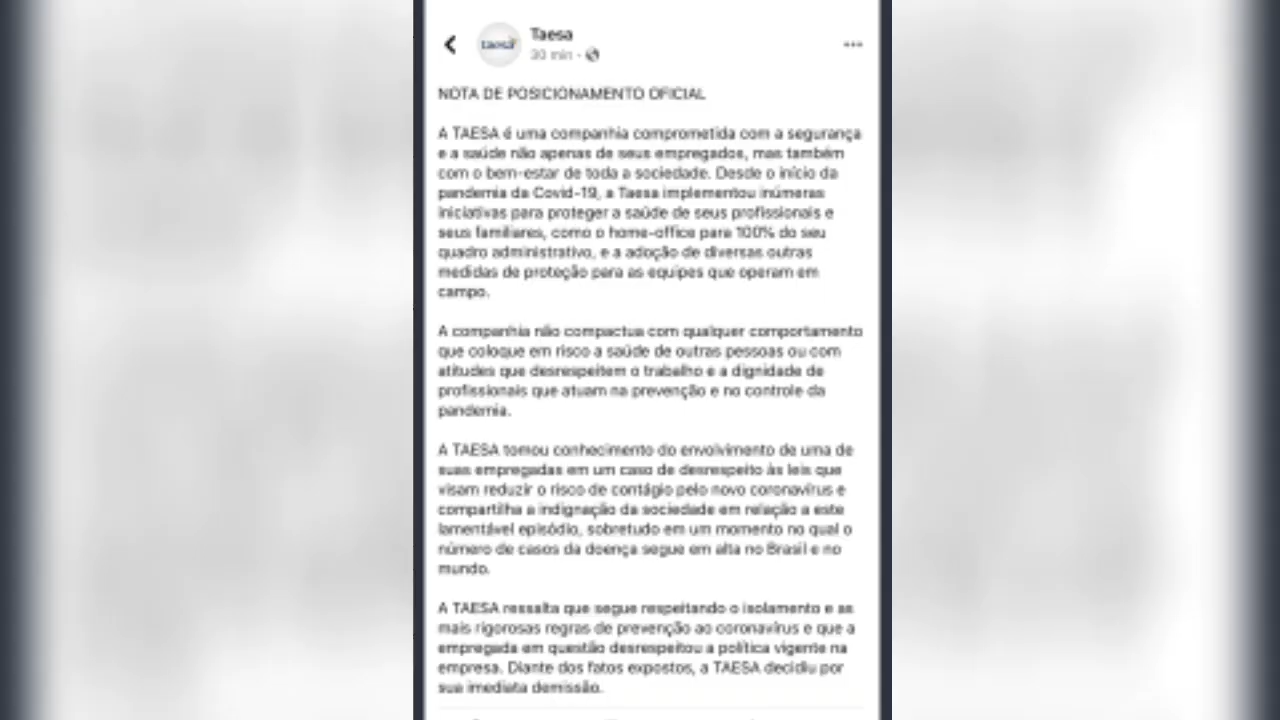 Taesa
taesa
30 min ·
NOTA DE POSICIONAMENTO OFICIAL
A TAESA é uma companhia comprometida com a segurança
e a saúde não apenas de seus empregados, mas também
com o bem-estar de toda a sociedade. Desde o início da
pandemia da Covid-19, a Taesa implementou inúmeras
iniciativas para proteger a saúde de seus profissionais e
seus familiares, como o home-office para 100% do seu
quadro administrativo, e a adoção de diversas outras
medidas de proteção para as equipes que operam em
campo.
A companhia não compactua com qualquer comportamento
que coloque em risco a saúde de outras pessoas ou com
atitudes que desrespeitem o trabalho e a dignidade de
profissionais que atuam na prevenção e no controle da
pandemia.
A TAESA tomou conhecimento do envolvimento de uma de
suas empregadas em um caso de desrespeito às leis que
visam reduzir o risco de contágio pelo novo coronavírus e
compartilha a indignação da sociedade em relação a este
lamentável episódio, sobretudo em um momento no qual o
número de casos da doença segue em alta no Brasil e no
mundo.
A TAESA ressalta que segue respeitando o isolamento e as
mais rigorosas regras de prevenção ao coronavírus e que a
empregada em questão desrespeitou a política vigente na
empresa. Diante dos fatos expostos, a TAESA decidiu por
sua imediata demissão.